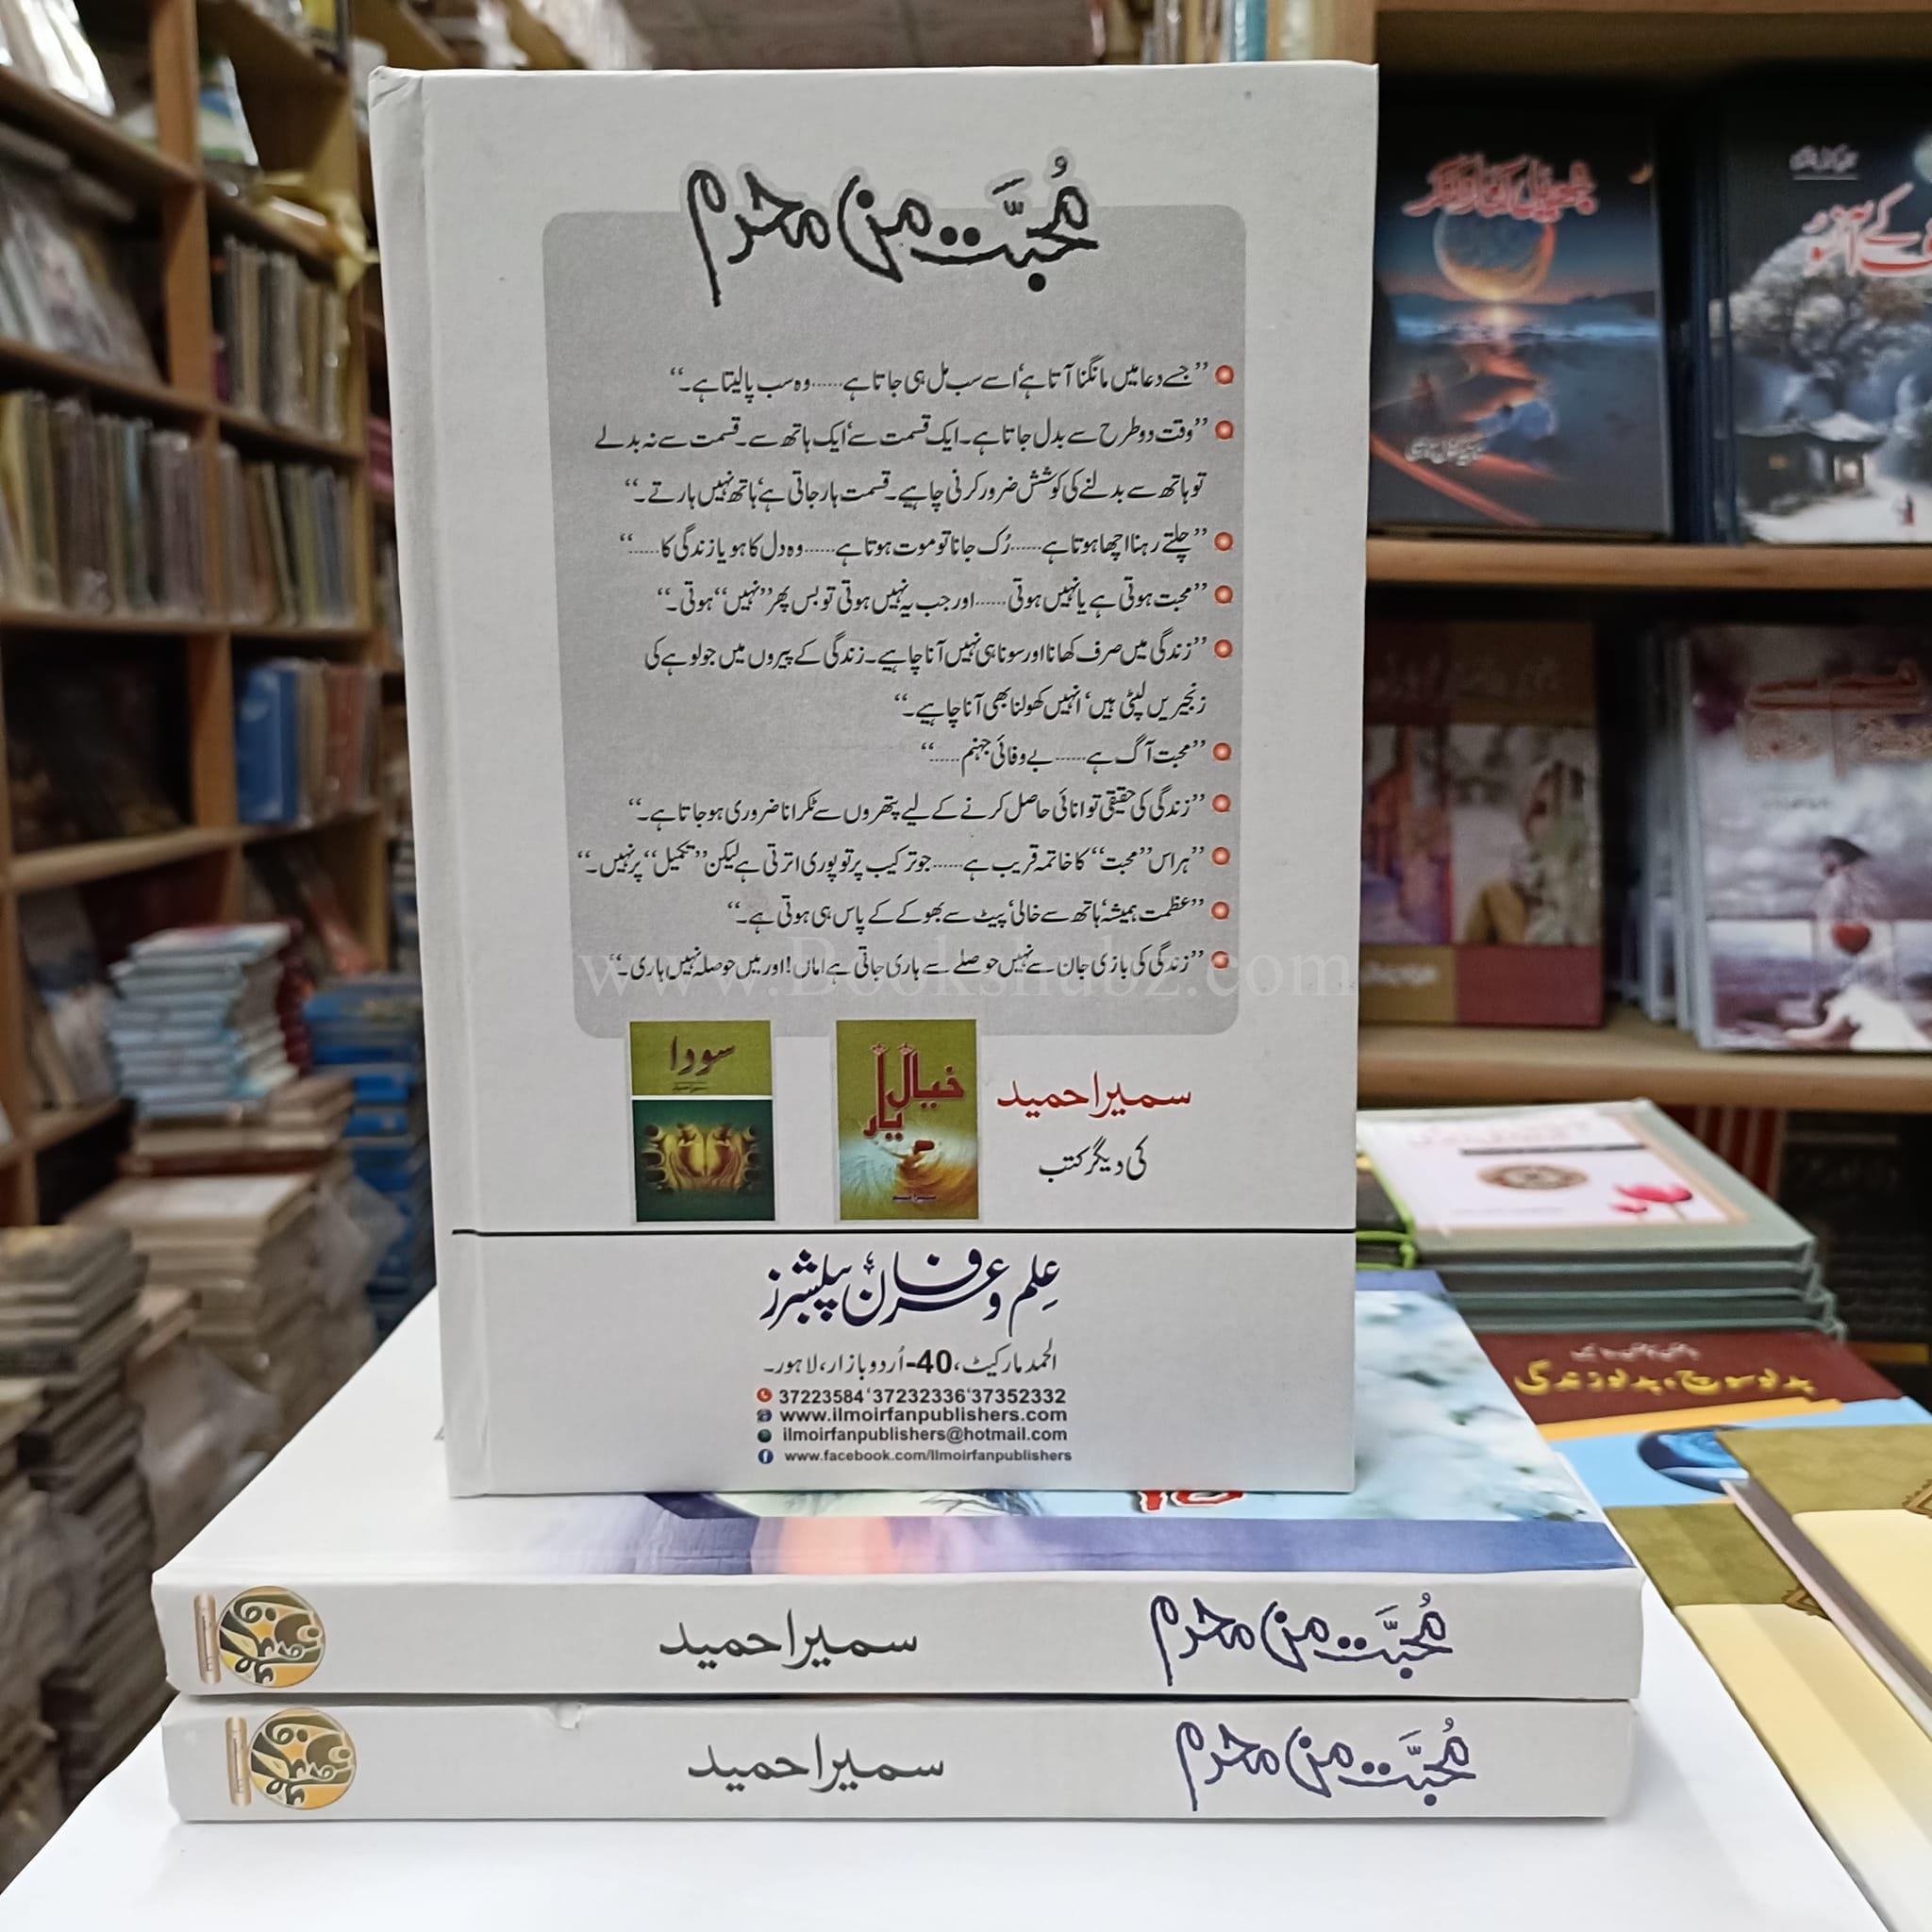 محبّت من محرم
’’جسے دعا میں مانگنا آتا ہے‘ اسے سب مل ہی جاتا ہے......وہ سب پا لیتا ہے۔‘‘
’’وقت دو طرح سے بدل جاتا ہے۔ ایک قسمت سے‘ ایک ہاتھ سے۔ قسمت سے نہ بدلے
تو ہاتھ سے بدلنے کی کوشش ضرور کرنی چاہیے۔ قسمت ہار جاتی ہے‘ ہاتھ نہیں ہارتے۔‘‘
’’چلتے رہنا اچھا ہوتا ہے......رُک جانا تو موت ہوتا ہے......وہ دل کا ہو یا زندگی کا......‘‘
’’محبت ہوتی ہے یا نہیں ہوتی......اور جب یہ نہیں ہوتی تو بس پھر ’’نہیں‘‘ ہوتی۔‘‘
’’زندگی میں صرف کھانا اور سونا ہی نہیں آنا چاہیے۔ زندگی کے پیروں میں جو لوہے کی
زنجیریں لپٹی ہیں‘ انہیں کھولنا بھی آنا چاہیے۔‘‘
’’محبت آگ ہے......بے وفائی جہنم......‘‘
’’زندگی کی حقیقی توانائی حاصل کرنے کے لیے پتھروں سے ٹکرانا ضروری ہو جاتا ہے۔‘‘
’’ہر اس ’’محبت‘‘ کا خاتمہ قریب ہے......جو ترکیب پر تو پوری اترتی ہے لیکن ’’تکمیل‘‘ پر نہیں۔‘‘
’’عظمت ہمیشہ‘ ہاتھ سے خالی‘ پیٹ سے بھوکے کے پاس ہی ہوتی ہے۔‘‘
’’زندگی کی بازی جان سے نہیں حوصلے سے ہاری جاتی ہے اماں! اور میں حوصلہ نہیں ہاری۔‘‘
www.Bookshubz.com
سمیرا حمید
کی دیگر کتب
خیال یار
سودا
عِلم و عرفان پبلشرز
الحمد مارکیٹ، 40-اُردو بازار، لاہور۔
37223584‘37232336‘37352332
www.ilmoirfanpublishers.com
ilmoirfanpublishers@hotmail.com
www.facebook.com/Ilmoirfanpublishers
محبّت من محرم سمیرا حمید
محبّت من محرم سمیرا حمید